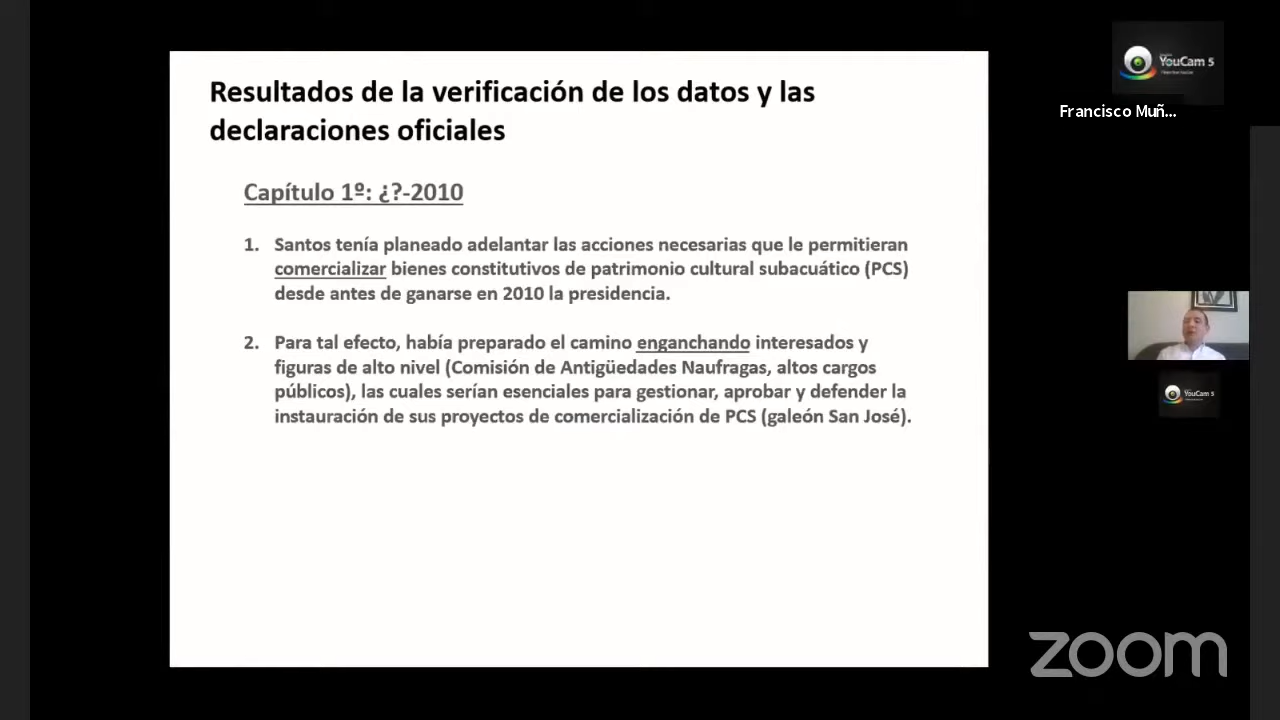 Resultados de la verificación de los datos y las
declaraciones oficiales
Capítulo 1º: ¿?-2010
1. Santos tenía planeado adelantar las acciones necesarias que le permitieran
comercializar bienes constitutivos de patrimonio cultural subacuático (PCS)
desde antes de ganarse en 2010 la presidencia.
2. Para tal efecto, había preparado el camino enganchando interesados y
figuras de alto nivel (Comisión de Antigüedades Naufragas, altos cargos
públicos), las cuales serían esenciales para gestionar, aprobar y defender la
instauración de sus proyectos de comercialización de PCS (galeón San José).
YouCam 5
Francisco Muñ...
YouCam 5
zoom